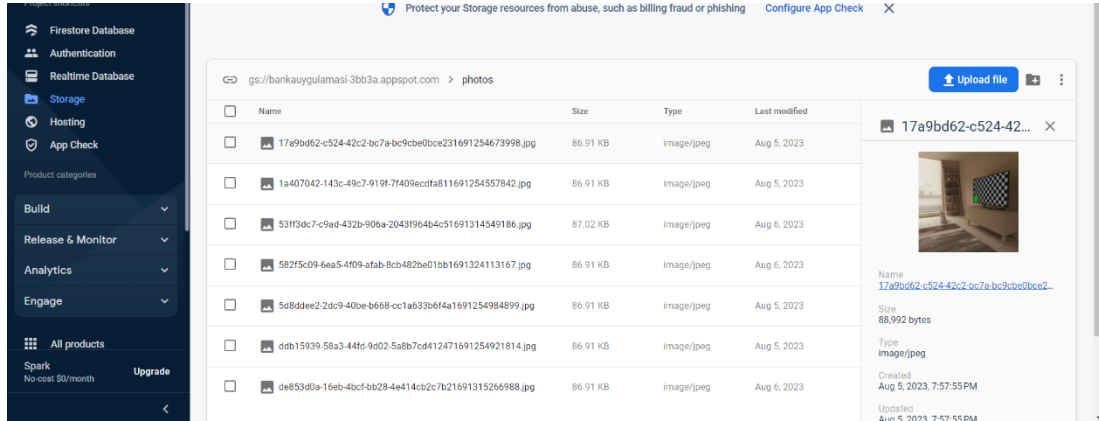 Project shortcuts
Protect your Storage resources from abuse, such as billing fraud or phishing Configure App Check
Firestore Database
Authentication
Realtime Database
Storage
Hosting
App Check
Product categories
Build
Release & Monitor
Analytics
Engage
All products
Spark
No-cost $0/month
Upgrade
gs://bankauygulamasi-3bb3a.appspot.com > photos
Upload file
Name Size Type Last modified
17a9bd62-c524-42c2-bc7a-bc9cbe0bce231691254673998.jpg 86.91 KB image/jpeg Aug 5, 2023
1a407042-143c-49c7-919f-7f409ecdfa811691254557842.jpg 86.91 KB image/jpeg Aug 5, 2023
53ff3dc7-c9ad-432b-906a-2043f964b4c51691314549186.jpg 87.02 KB image/jpeg Aug 6, 2023
582f5c09-6ea5-4f09-afab-8cb482be01bb1691324113167.jpg 86.91 KB image/jpeg Aug 6, 2023
5d8ddee2-2dc9-40be-b668-cc1a633b6f4a1691254984899.jpg 86.91 KB image/jpeg Aug 5, 2023
ddb15939-58a3-44fd-9d02-5a8b7cd412471691254921814.jpg 86.91 KB image/jpeg Aug 5, 2023
de853d0a-16eb-4bcf-bb28-4e414cb2c7b21691315266988.jpg 86.91 KB image/jpeg Aug 6, 2023
17a9bd62-c524-42...
Name
17a9bd62-c524-42c2-bc7a-bc9cbe0bce2...
Size
88,992 bytes
Type
image/jpeg
Created
Aug 5, 2023, 7:57:55 PM
Updated
Aug 5, 2023, 7:57:55 PM